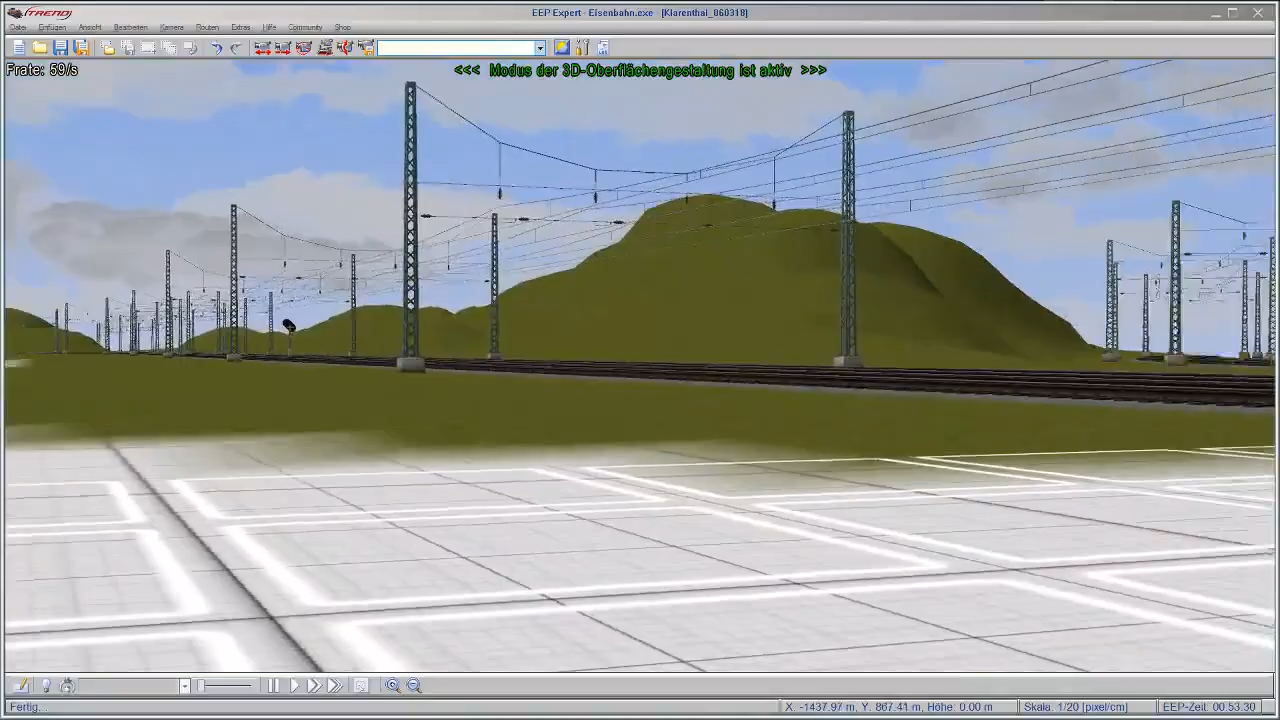 TREND
EEP Expert - Eisenbahn.exe [Klarenthal_060318]
Datei Einfügen Ansicht Bearbeiten Kamera Routen Extras Hilfe Community Shop
Frate: 59/s
<<< Modus der 3D-Oberflächengestaltung ist aktiv >>>
Fertig...
X: -1437.97 m, Y: 867.41 m, Höhe: 0.00 m
Skala: 1/20 [pixel/cm]
EEP-Zeit: 00:53:30